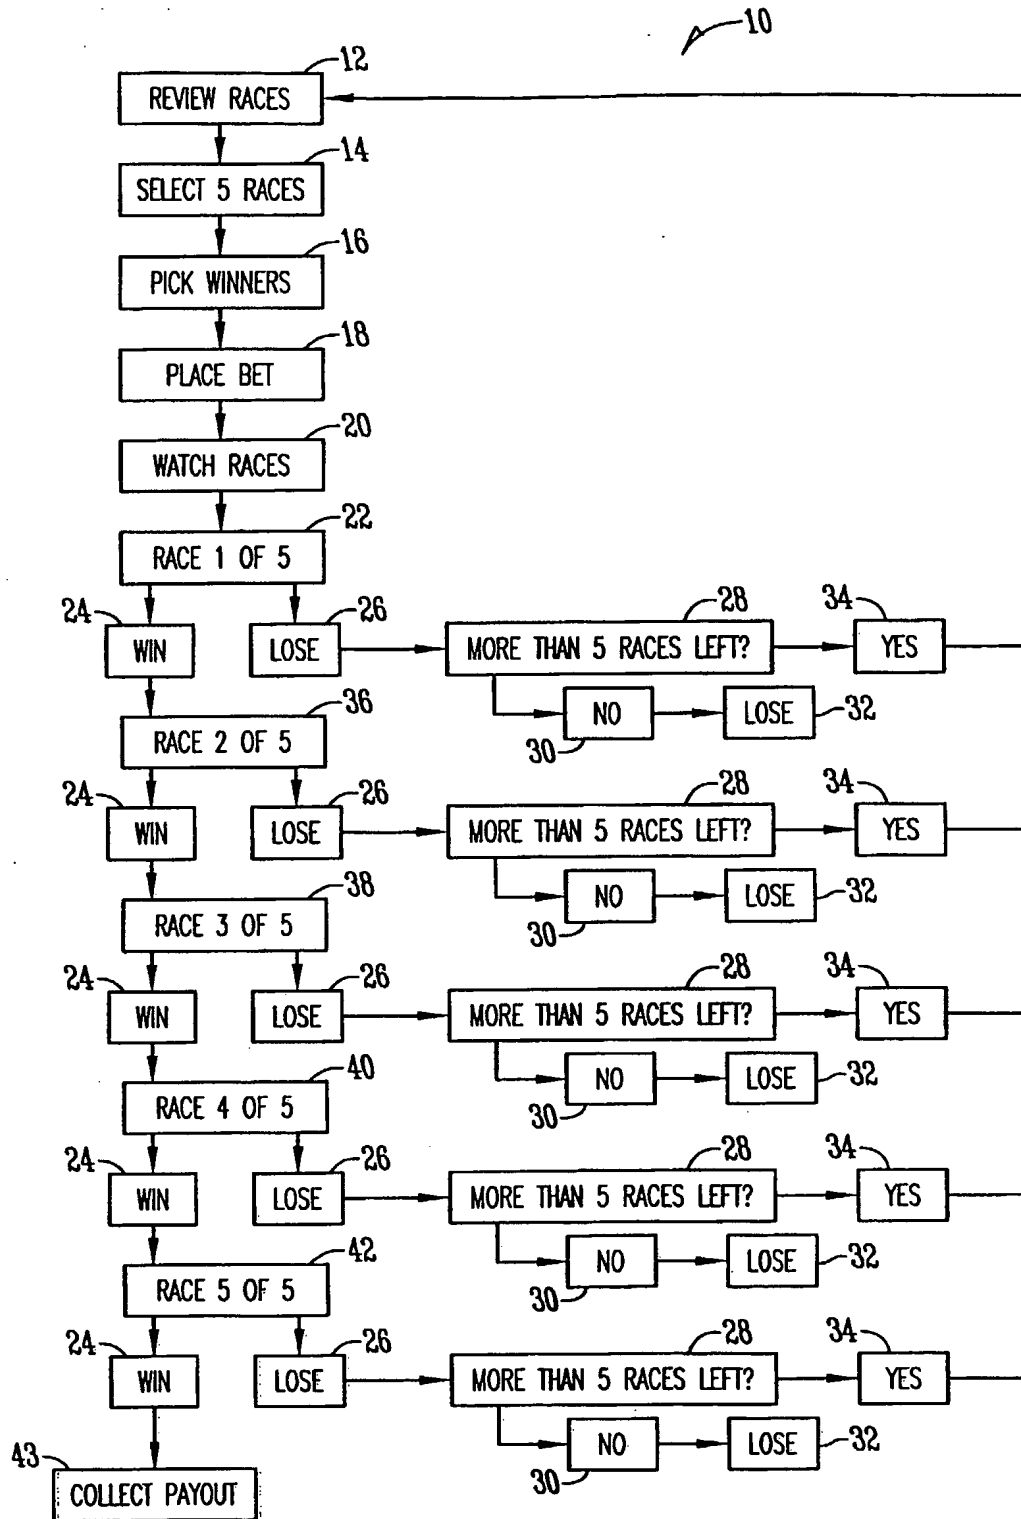 10
12
REVIEW RACES
14
SELECT 5 RACES
16
PICK WINNERS
18
PLACE BET
20
WATCH RACES
22
RACE 1 OF 5
24 26 28 34
WIN LOSE MORE THAN 5 RACES LEFT? YES
36 NO LOSE 32
RACE 2 OF 5 30
24 26 28 34
WIN LOSE MORE THAN 5 RACES LEFT? YES
38 NO LOSE 32
RACE 3 OF 5 30
24 26 28 34
WIN LOSE MORE THAN 5 RACES LEFT? YES
40 NO LOSE 32
RACE 4 OF 5 30
24 26 28 34
WIN LOSE MORE THAN 5 RACES LEFT? YES
42 NO LOSE 32
RACE 5 OF 5 30
24 26 28 34
WIN LOSE MORE THAN 5 RACES LEFT? YES
NO LOSE 32
43 30
COLLECT PAYOUT